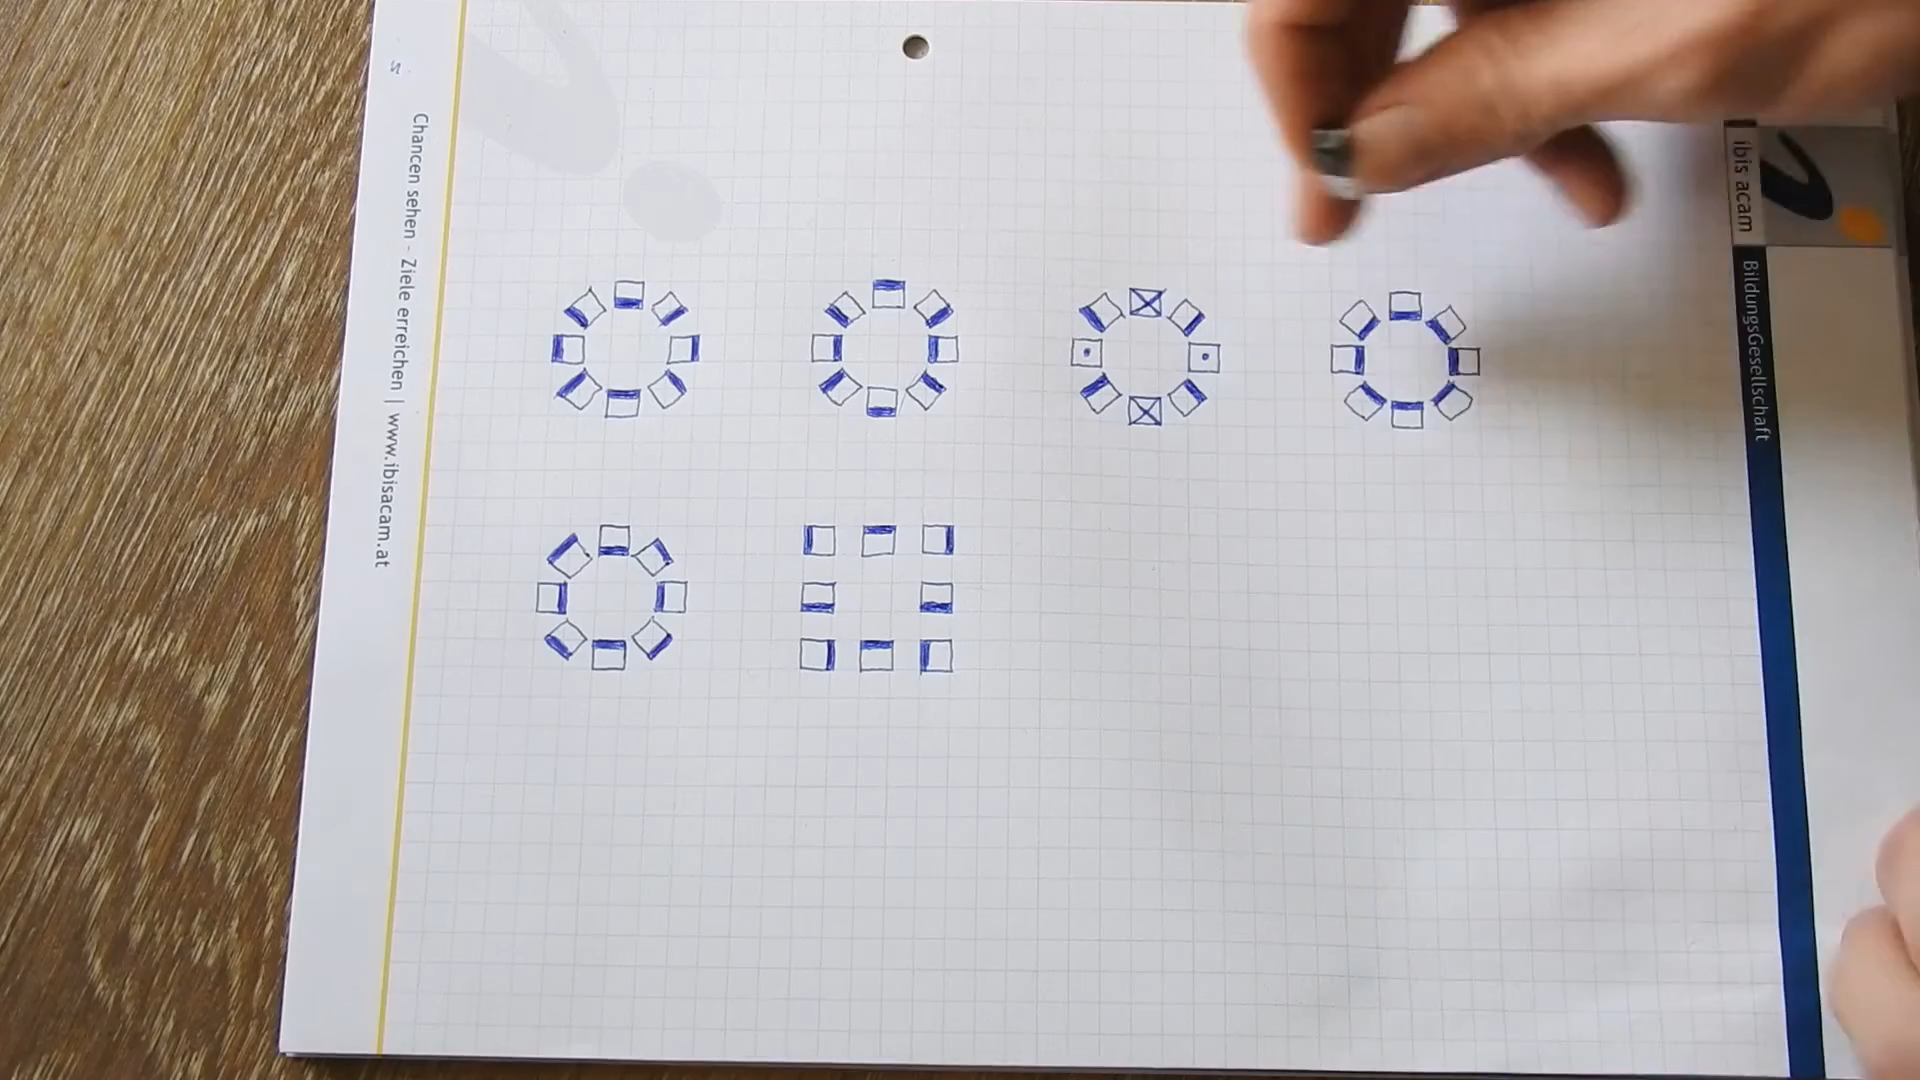 Chancen sehen - Ziele erreichen | www.ibisacam.at
ibis acam
BildungsGesellschaft